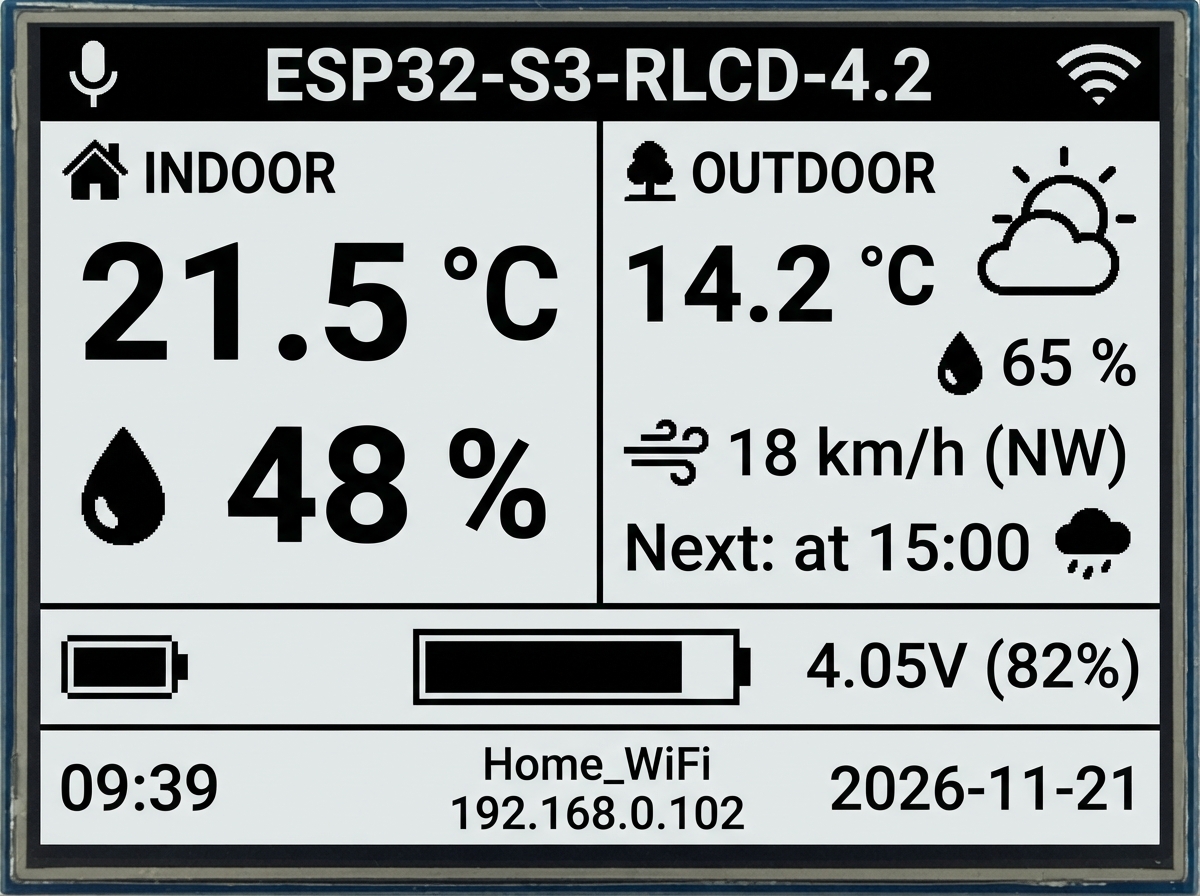 ESP32-S3-RLCD-4.2
INDOOR
21.5 °C
48 %
OUTDOOR
14.2 °C
65 %
18 km/h (NW)
Next: at 15:00
4.05V (82%)
09:39
Home_WiFi
192.168.0.102
2026-11-21